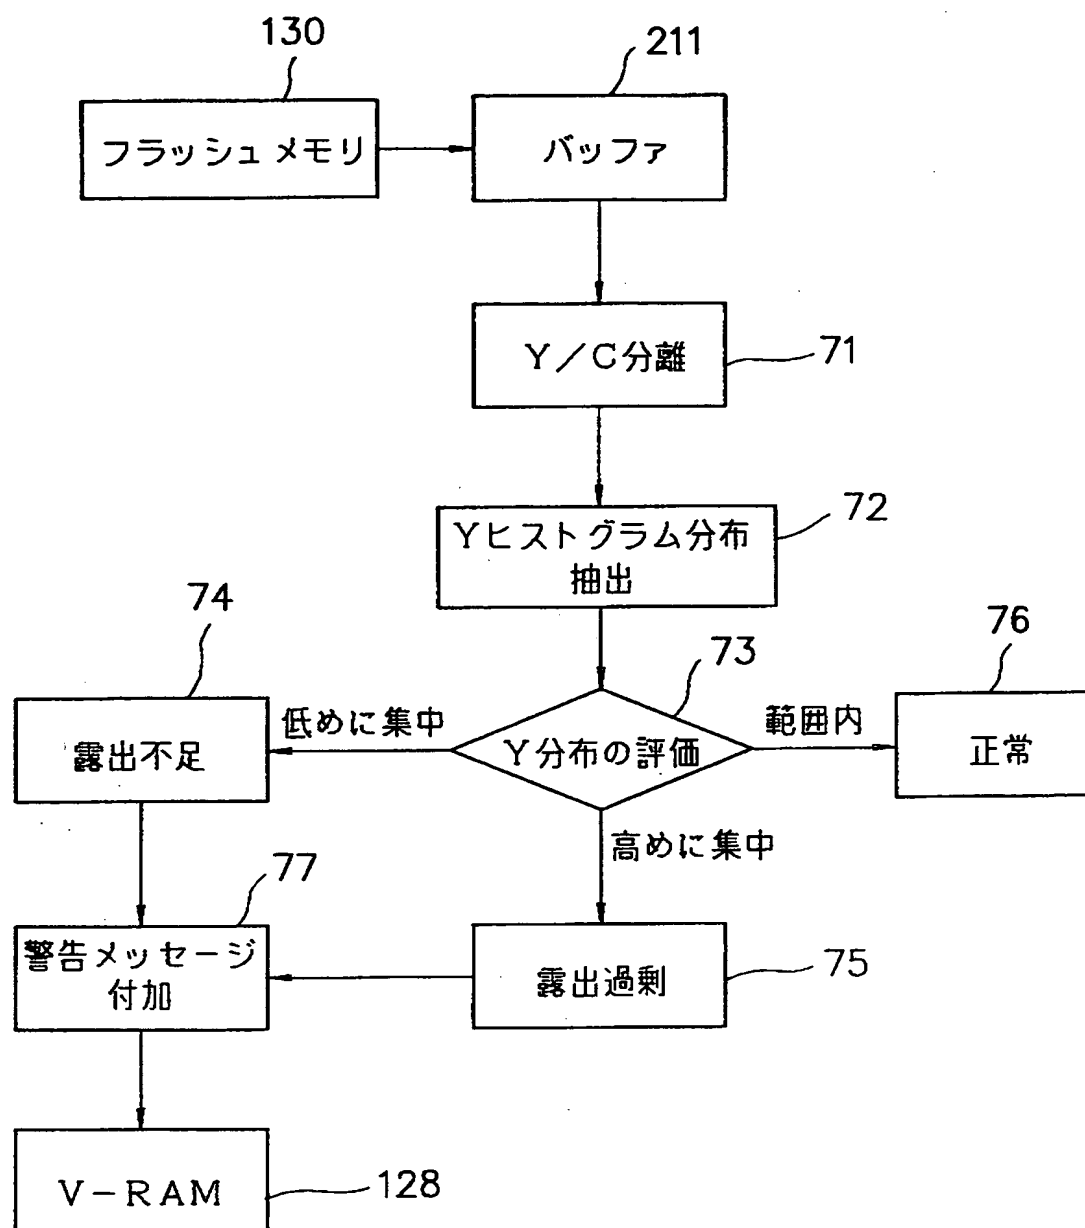 130
211
フラッシュメモリ
バッファ
Y/C分離
71
Yヒストグラム分布
抽出
72
74
73
76
低めに集中
範囲内
露出不足
Y分布の評価
正常
高めに集中
77
警告メッセージ
付加
露出過剰
75
V-RAM
128